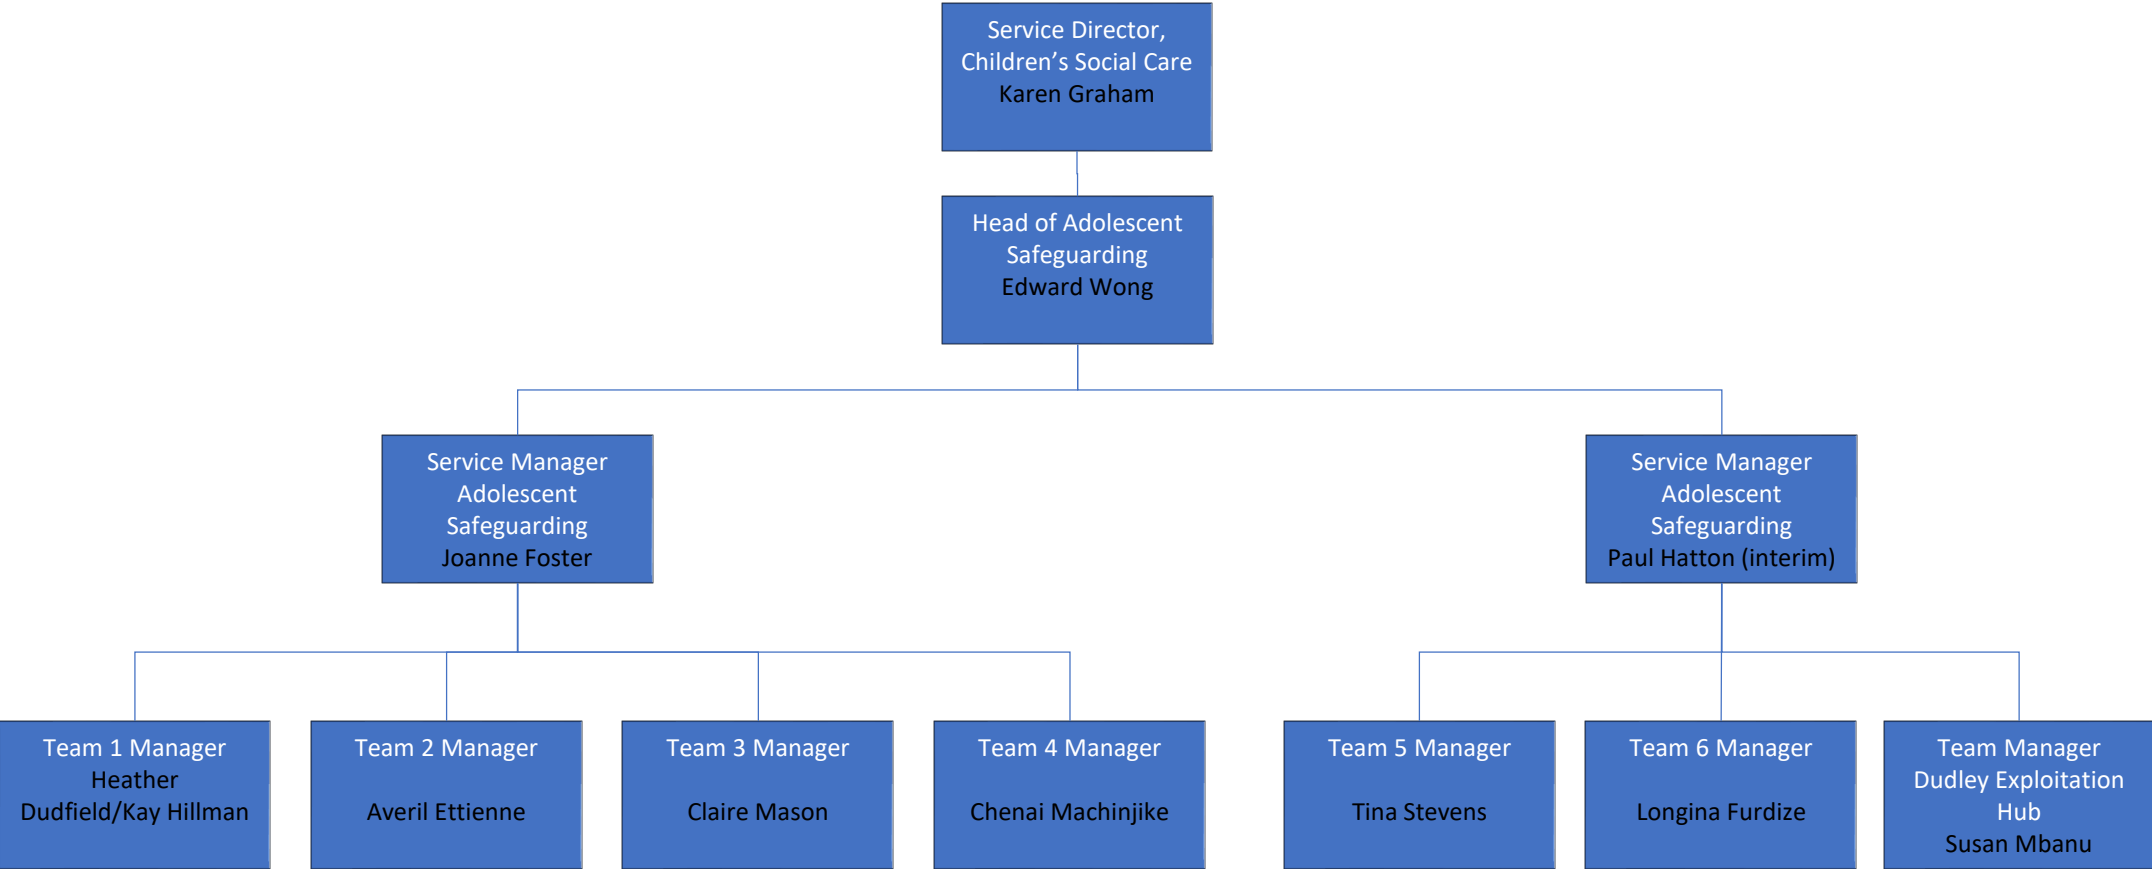 Service Director,
Children’s Social Care
Karen Graham
Head of Adolescent
Safeguarding
Edward Wong
Service Manager
Adolescent
Safeguarding
Joanne Foster
Service Manager
Adolescent
Safeguarding
Paul Hatton (interim)
Team 1 Manager
Heather
Dudfield/Kay Hillman
Team 2 Manager
Averil Ettienne
Team 3 Manager
Claire Mason
Team 4 Manager
Chenai Machinjike
Team 5 Manager
Tina Stevens
Team 6 Manager
Longina Furdize
Team Manager
Dudley Exploitation
Hub
Susan Mbanu